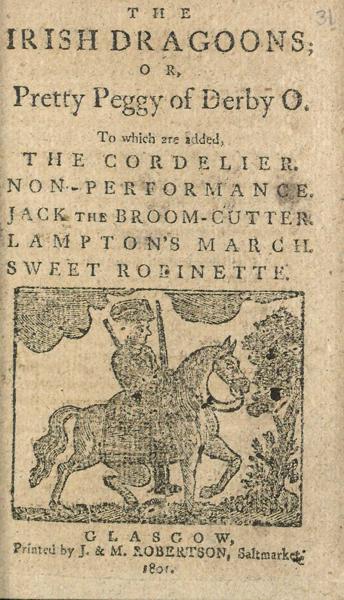 31
THE
IRISH DRAGOONS;
OR,
Pretty Peggy of Derby O.
To which are added,
THE CORDELIER.
NON-PERFORMANCE.
JACK THE BROOM-CUTTER.
LAMPTON'S MARCH.
SWEET ROBINETTE.
GLASGOW,
Printed by J. & M. ROBERTSON, Saltmarket,
1801.